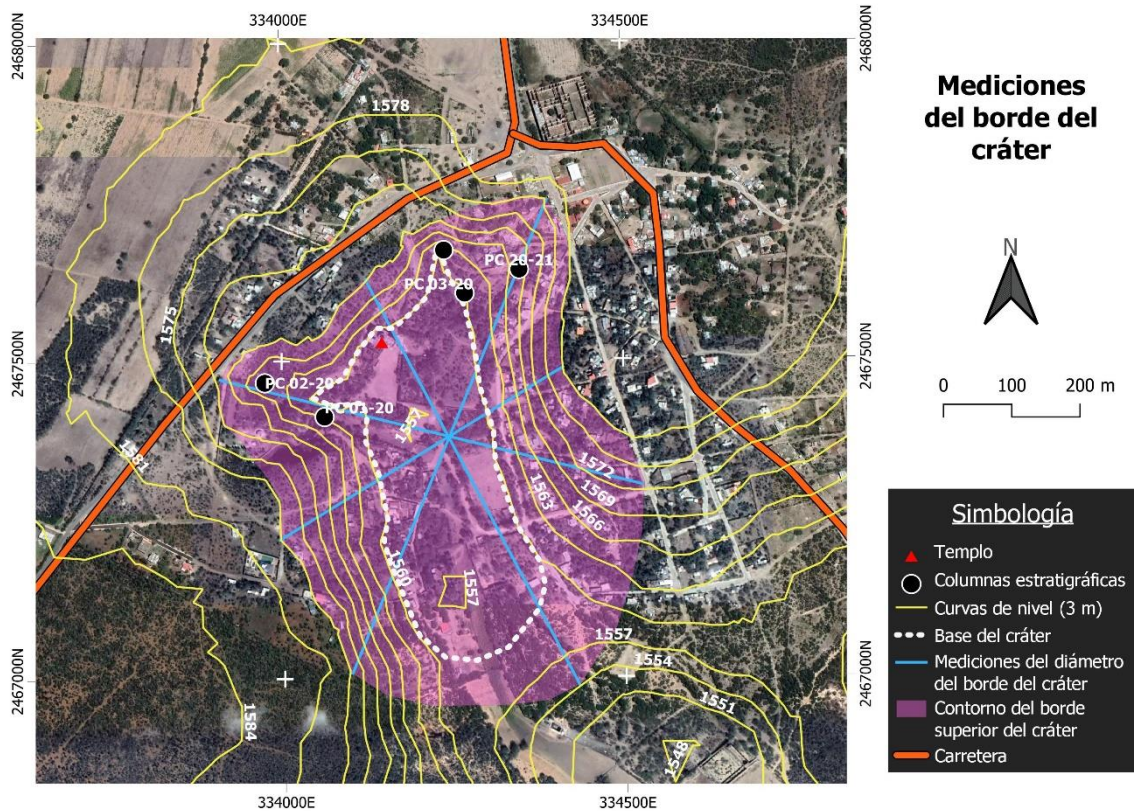 334000E
334500E
2468000N
2468000N
Mediciones
del borde del
cráter
1578
N
PC 20-21
PC 03-20
1575
2467500N
2467500N
PC 02-20
PC 01-20
0 100 200 m
1557
1581
1572
1569
1563
1566
1560
1557
1557
1554
1551
1584
1548
2467000N
2467000N
Simbología
Templo
Columnas estratigráficas
Curvas de nivel (3 m)
Base del cráter
Mediciones del diámetro
del borde del cráter
Contorno del borde
superior del cráter
Carretera
334000E
334500E